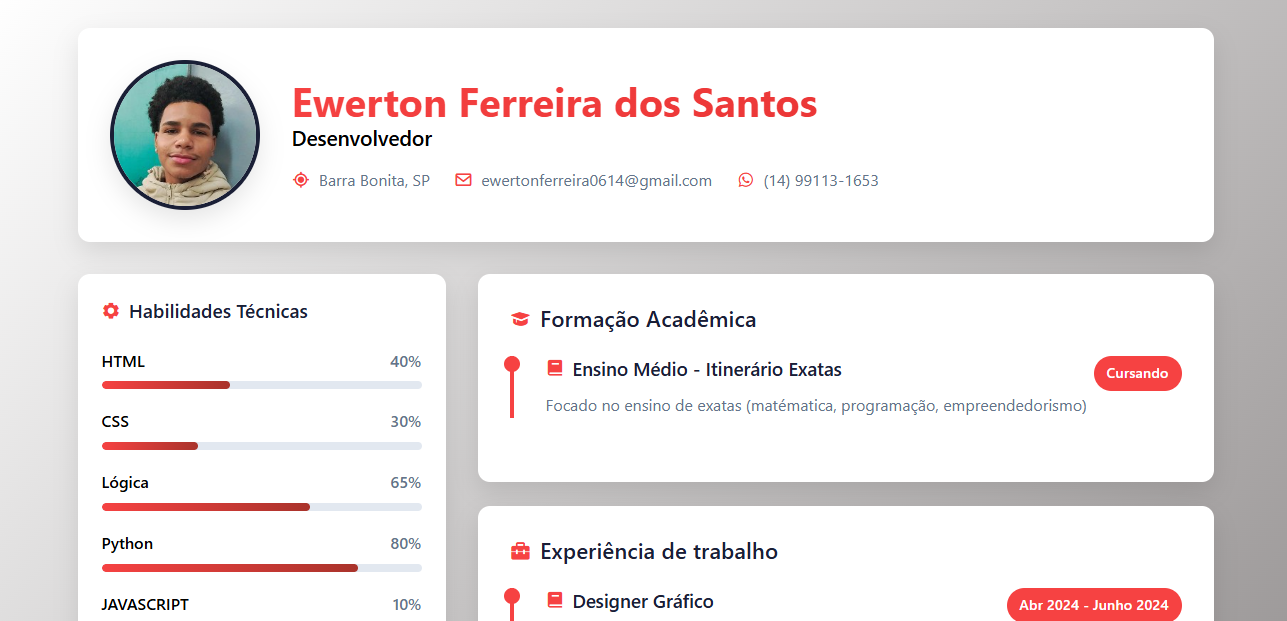 Ewerton Ferreira dos Santos
Desenvolvedor
Barra Bonita, SP ewertonferreira0614@gmail.com (14) 99113-1653
Habilidades Técnicas
HTML 40%
CSS 30%
Lógica 65%
Python 80%
JAVASCRIPT 10%
Formação Acadêmica
Ensino Médio - Itinerário Exatas Cursando
Focado no ensino de exatas (matématica, programação, empreendedorismo)
Experiência de trabalho
Designer Gráfico Abr 2024 - Junho 2024